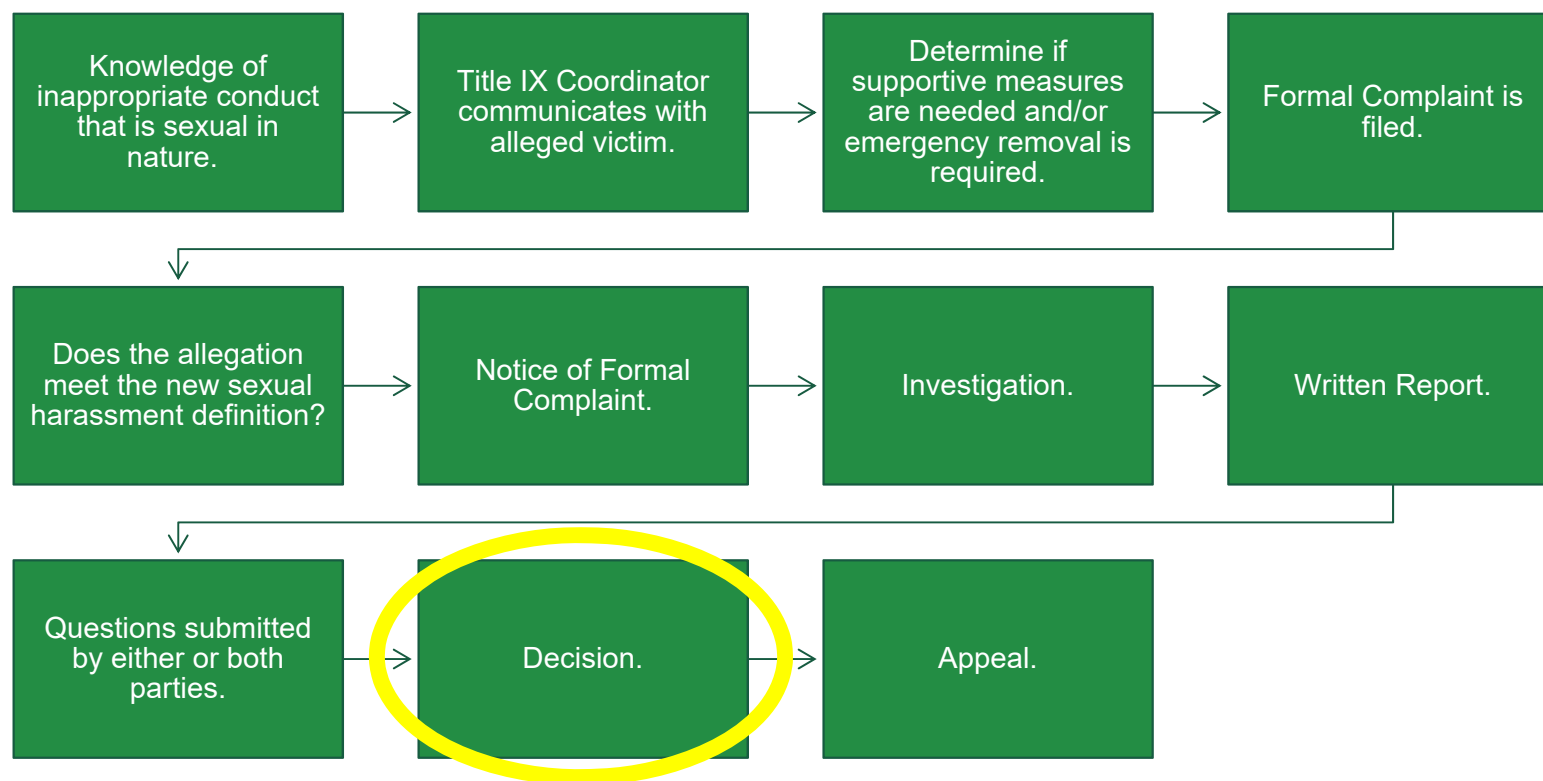 Knowledge of
inappropriate conduct
that is sexual in
nature.
Title IX Coordinator
communicates with
alleged victim.
Determine if
supportive measures
are needed and/or
emergency removal is
required.
Formal Complaint is
filed.
Does the allegation
meet the new sexual
harassment definition?
Notice of Formal
Complaint.
Investigation.
Written Report.
Questions submitted
by either or both
parties.
Decision.
Appeal.